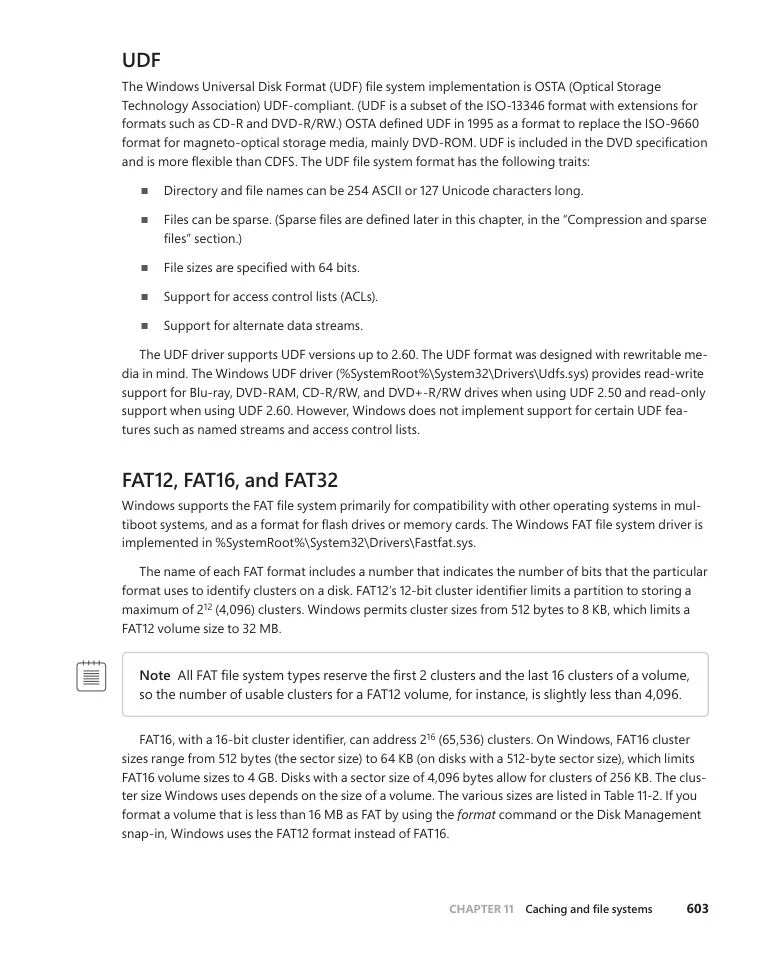 UDF
The Windows Universal Disk Format (UDF) file system implementation is OSTA (Optical Storage
Technology Association) UDF-compliant. (UDF is a subset of the ISO-13346 format with extensions for
formats such as CD-R and DVD-R/RW.) OSTA defined UDF in 1995 as a format to replace the ISO-9660
format for magneto-optical storage media, mainly DVD-ROM. UDF is included in the DVD specification
and is more flexible than CDFS. The UDF file system format has the following traits:
■ Directory and file names can be 254 ASCII or 127 Unicode characters long.
■ Files can be sparse. (Sparse files are defined later in this chapter, in the “Compression and sparse
files” section.)
■ File sizes are specified with 64 bits.
■ Support for access control lists (ACLs).
■ Support for alternate data streams.
The UDF driver supports UDF versions up to 2.60. The UDF format was designed with rewritable me-
dia in mind. The Windows UDF driver (%SystemRoot%\System32\Drivers\Udfs.sys) provides read-write
support for Blu-ray, DVD-RAM, CD-R/RW, and DVD+-R/RW drives when using UDF 2.50 and read-only
support when using UDF 2.60. However, Windows does not implement support for certain UDF fea-
tures such as named streams and access control lists.
FAT12, FAT16, and FAT32
Windows supports the FAT file system primarily for compatibility with other operating systems in mul-
tiboot systems, and as a format for flash drives or memory cards. The Windows FAT file system driver is
implemented in %SystemRoot%\System32\Drivers\Fastfat.sys.
The name of each FAT format includes a number that indicates the number of bits that the particular
format uses to identify clusters on a disk. FAT12’s 12-bit cluster identifier limits a partition to storing a
maximum of 2¹² (4,096) clusters. Windows permits cluster sizes from 512 bytes to 8 KB, which limits a
FAT12 volume size to 32 MB.
Note All FAT file system types reserve the first 2 clusters and the last 16 clusters of a volume,
so the number of usable clusters for a FAT12 volume, for instance, is slightly less than 4,096.
FAT16, with a 16-bit cluster identifier, can address 2¹⁶ (65,536) clusters. On Windows, FAT16 cluster
sizes range from 512 bytes (the sector size) to 64 KB (on disks with a 512-byte sector size), which limits
FAT16 volume sizes to 4 GB. Disks with a sector size of 4,096 bytes allow for clusters of 256 KB. The clus-
ter size Windows uses depends on the size of a volume. The various sizes are listed in Table 11-2. If you
format a volume that is less than 16 MB as FAT by using the format command or the Disk Management
snap-in, Windows uses the FAT12 format instead of FAT16.
CHAPTER 11 Caching and file systems 603